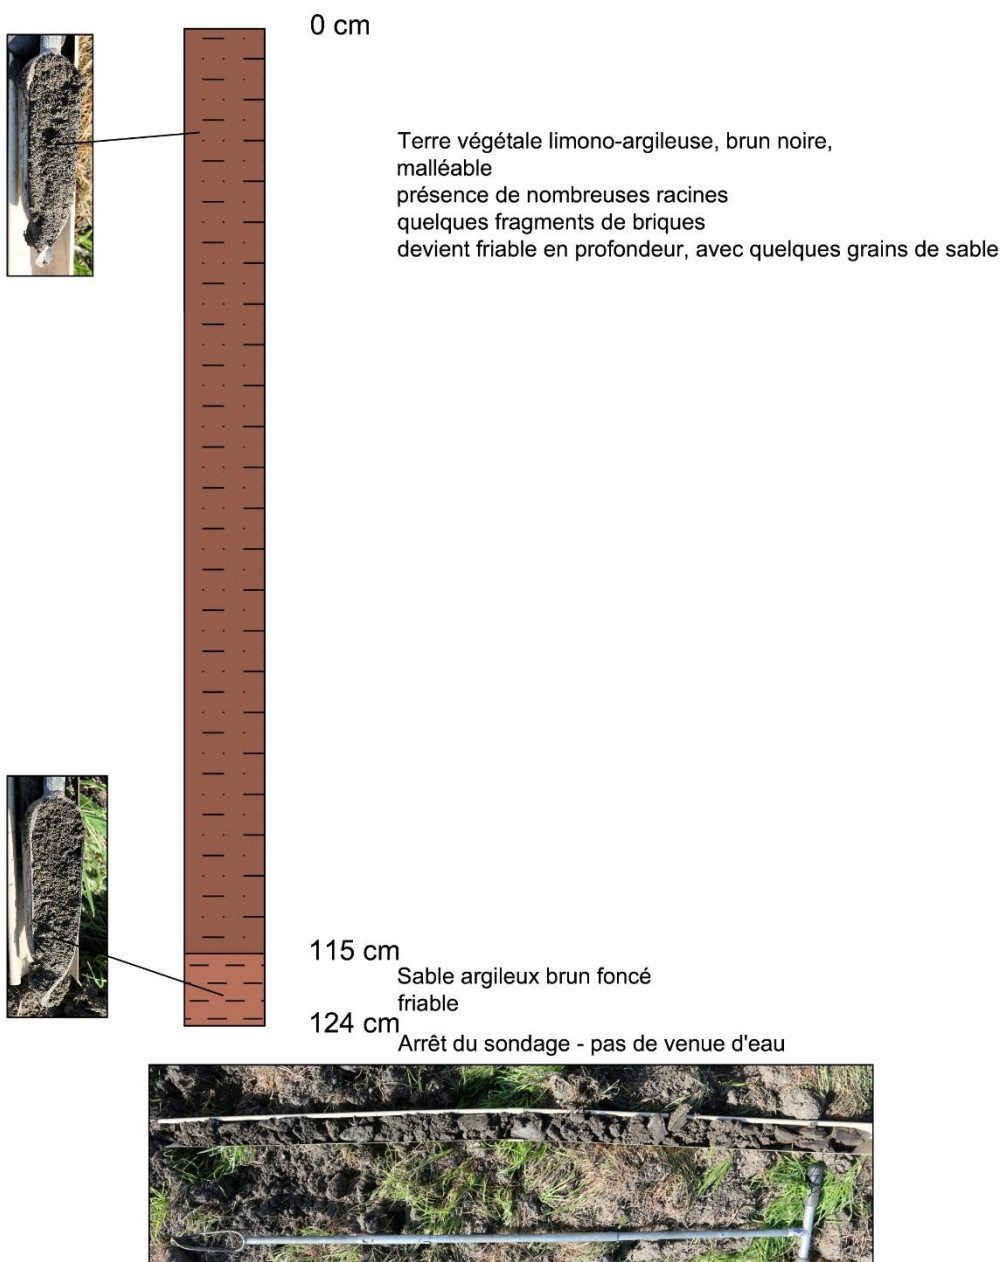 0 cm
Terre végétale limono-argileuse, brun noire,
malléable
présence de nombreuses racines
quelques fragments de briques
devient friable en profondeur, avec quelques grains de sable
115 cm
Sable argileux brun foncé
friable
124 cm
Arrêt du sondage - pas de venue d'eau